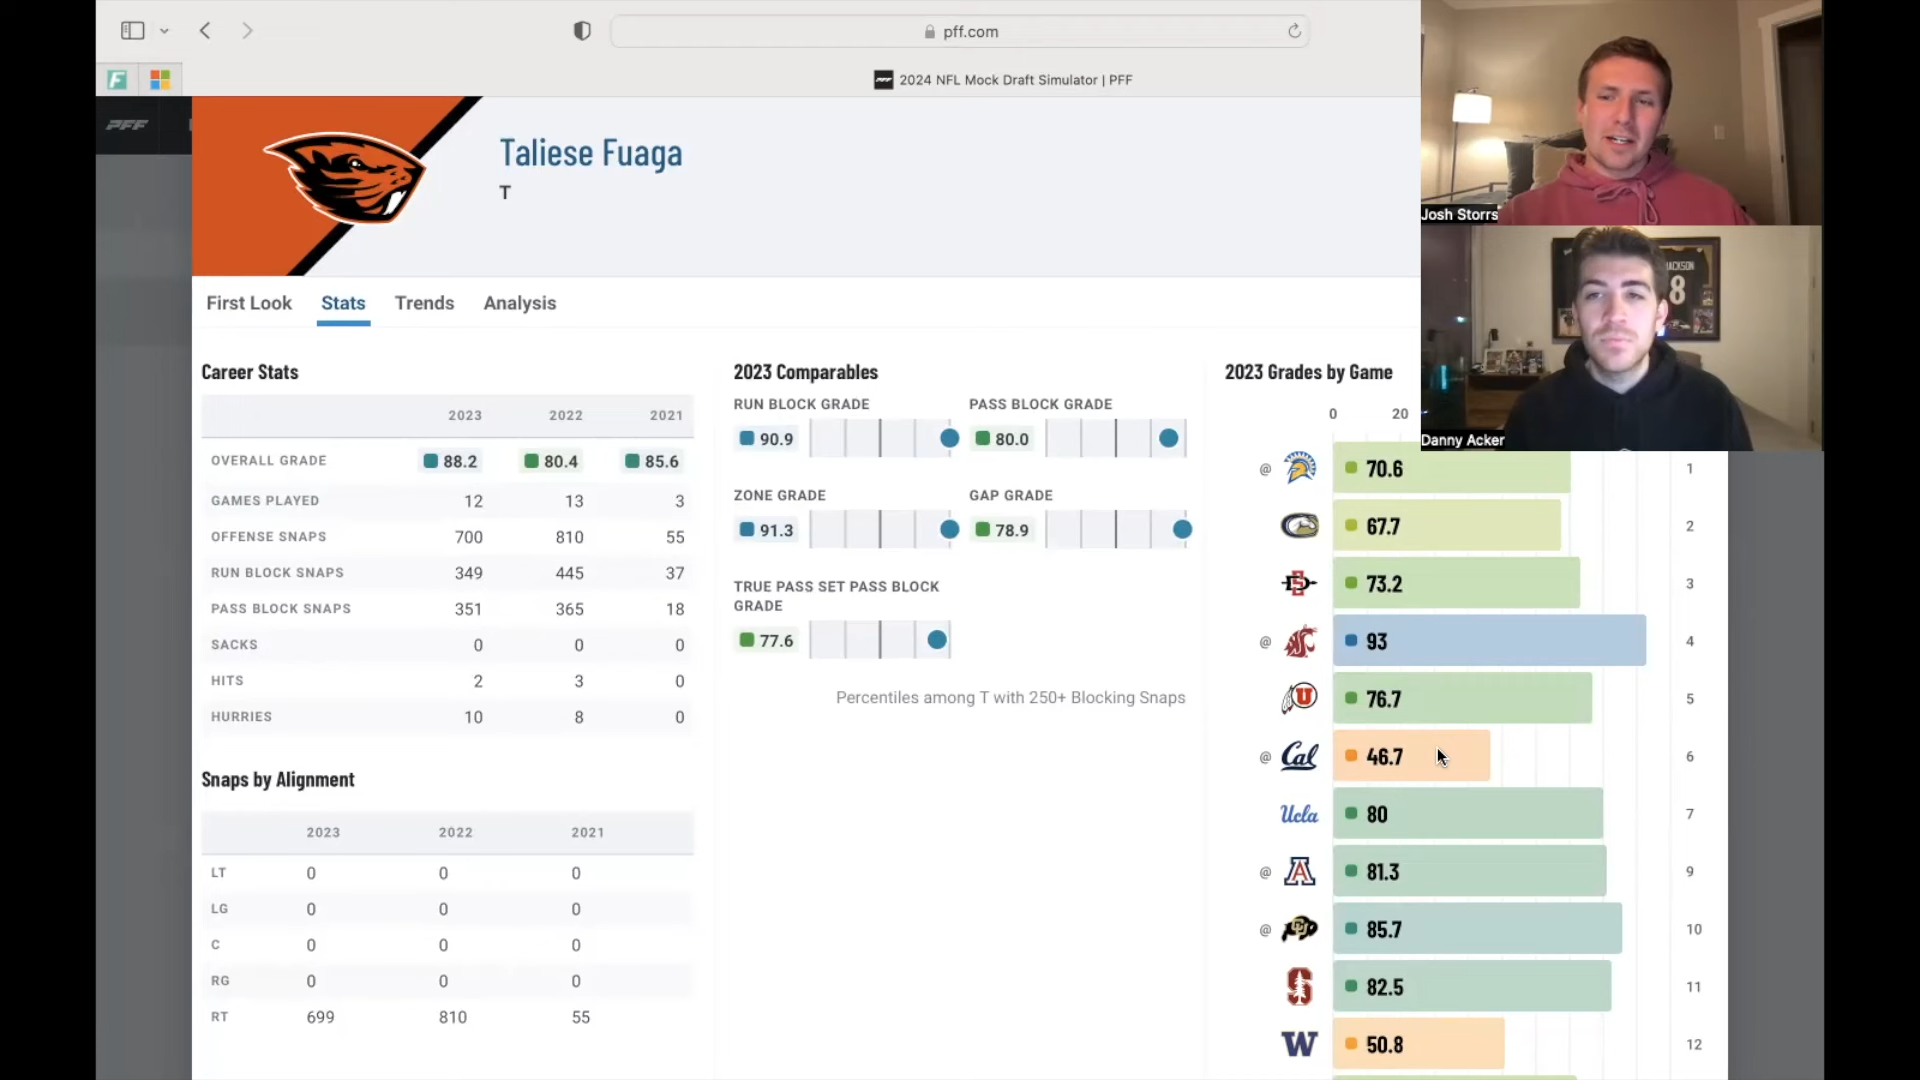 pff.com
PFF 2024 NFL Mock Draft Simulator | PFF
PFF
Taliese Fuaga
T
First Look Stats Trends Analysis
Career Stats
2023 2022 2021
OVERALL GRADE 88.2 80.4 85.6
GAMES PLAYED 12 13 3
OFFENSE SNAPS 700 810 55
RUN BLOCK SNAPS 349 445 37
PASS BLOCK SNAPS 351 365 18
SACKS 0 0 0
HITS 2 3 0
HURRIES 10 8 0
Snaps by Alignment
2023 2022 2021
LT 0 0 0
LG 0 0 0
C 0 0 0
RG 0 0 0
RT 699 810 55
2023 Comparables
RUN BLOCK GRADE PASS BLOCK GRADE
90.9 80.0
ZONE GRADE GAP GRADE
91.3 78.9
TRUE PASS SET PASS BLOCK
GRADE
77.6
Percentiles among T with 250+ Blocking Snaps
2023 Grades by Game
0 20
@ 70.6 1
67.7 2
SD 73.2 3
@ 93 4
U 76.7 5
@ Cal 46.7 6
Ucla 80 7
@ A 81.3 9
@ CU 85.7 10
S 82.5 11
W 50.8 12
Josh Storrs
JACKSON
8
Danny Acker